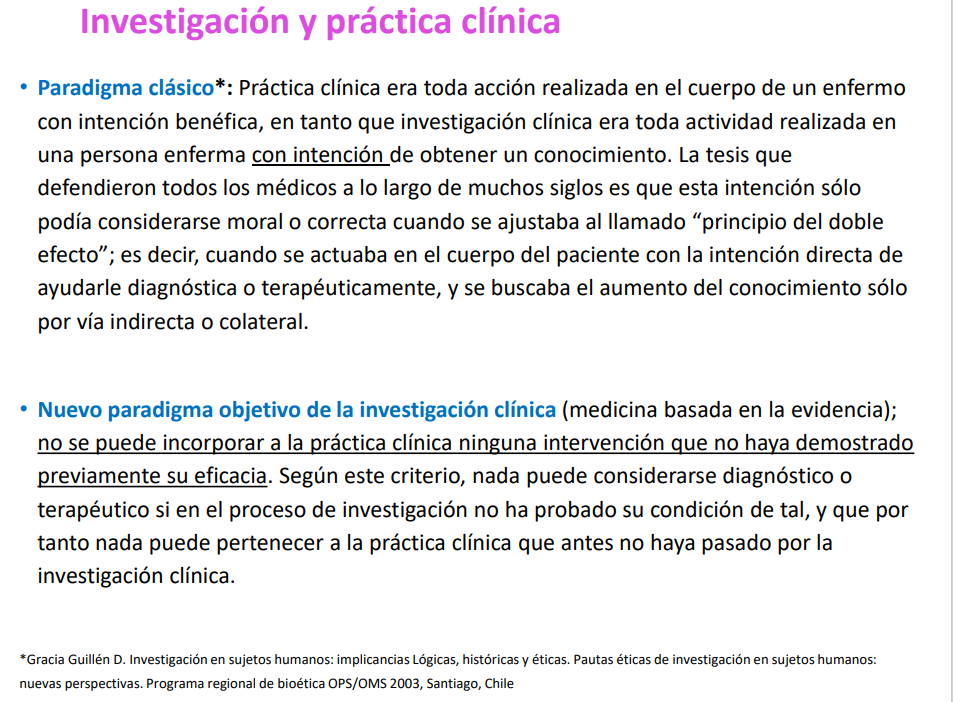 Investigación y práctica clínica
• Paradigma clásico*: Práctica clínica era toda acción realizada en el cuerpo de un enfermo
con intención benéfica, en tanto que investigación clínica era toda actividad realizada en
una persona enferma con intención de obtener un conocimiento. La tesis que
defendieron todos los médicos a lo largo de muchos siglos es que esta intención sólo
podía considerarse moral o correcta cuando se ajustaba al llamado “principio del doble
efecto”; es decir, cuando se actuaba en el cuerpo del paciente con la intención directa de
ayudarle diagnóstica o terapéuticamente, y se buscaba el aumento del conocimiento sólo
por vía indirecta o colateral.
• Nuevo paradigma objetivo de la investigación clínica (medicina basada en la evidencia);
no se puede incorporar a la práctica clínica ninguna intervención que no haya demostrado
previamente su eficacia. Según este criterio, nada puede considerarse diagnóstico o
terapéutico si en el proceso de investigación no ha probado su condición de tal, y que por
tanto nada puede pertenecer a la práctica clínica que antes no haya pasado por la
investigación clínica.
*Gracia Guillén D. Investigación en sujetos humanos: implicancias Lógicas, históricas y éticas. Pautas éticas de investigación en sujetos humanos:
nuevas perspectivas. Programa regional de bioética OPS/OMS 2003, Santiago, Chile